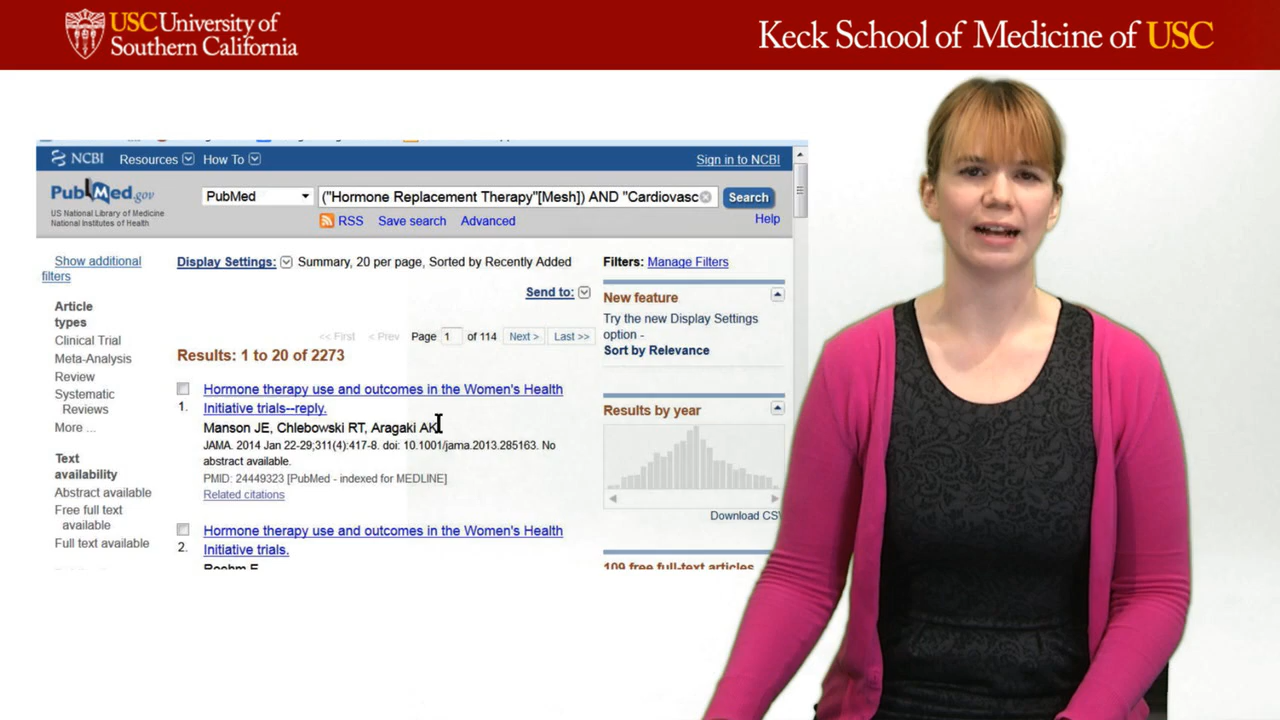 USC University of
Southern California
Keck School of Medicine of USC
NCBI Resources How To
Sign in to NCBI
PubMed.gov
US National Library of Medicine
National Institutes of Health
PubMed
("Hormone Replacement Therapy"[Mesh]) AND "Cardiovasc
Search
RSS Save search Advanced
Help
Show additional
filters
Article
types
Clinical Trial
Meta-Analysis
Review
Systematic
Reviews
More ...
Text
availability
Abstract available
Free full text
available
Full text available
Display Settings: Summary, 20 per page, Sorted by Recently Added
Send to:
<< First < Prev Page 1 of 114 Next > Last >>
Results: 1 to 20 of 2273
Hormone therapy use and outcomes in the Women's Health
1. Initiative trials--reply.
Manson JE, Chlebowski RT, Aragaki AK.
JAMA. 2014 Jan 22-29;311(4):417-8. doi: 10.1001/jama.2013.285163. No
abstract available.
PMID: 24449323 [PubMed - indexed for MEDLINE]
Related citations
Hormone therapy use and outcomes in the Women's Health
2. Initiative trials.
Filters: Manage Filters
New feature
Try the new Display Settings
option -
Sort by Relevance
Results by year
Download CSV
109 free full-text articles